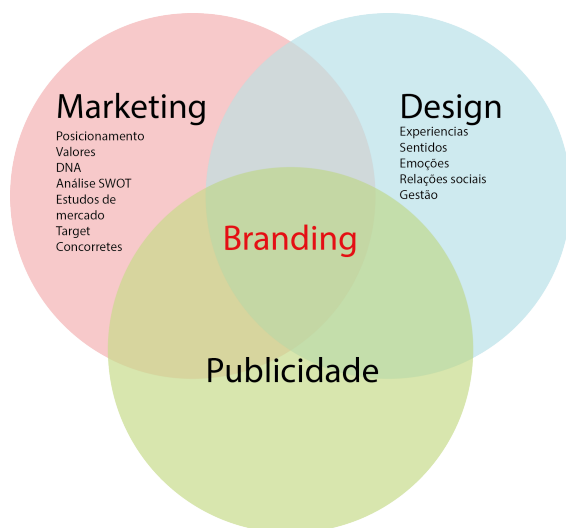 Marketing
Posicionamento
Valores
DNA
Análise SWOT
Estudos de
mercado
Target
Concorretes
Design
Experiencias
Sentidos
Emoções
Relações sociais
Gestão
Branding
Publicidade